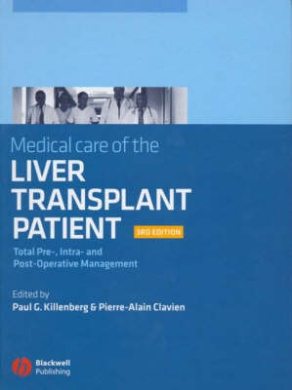 Medical care of the
LIVER
TRANSPLANT
PATIENT 3RD EDITION
Total Pre-, Intra- and
Post-Operative Management
Edited by
Paul G. Killenberg & Pierre-Alain Clavien
Blackwell
Publishing